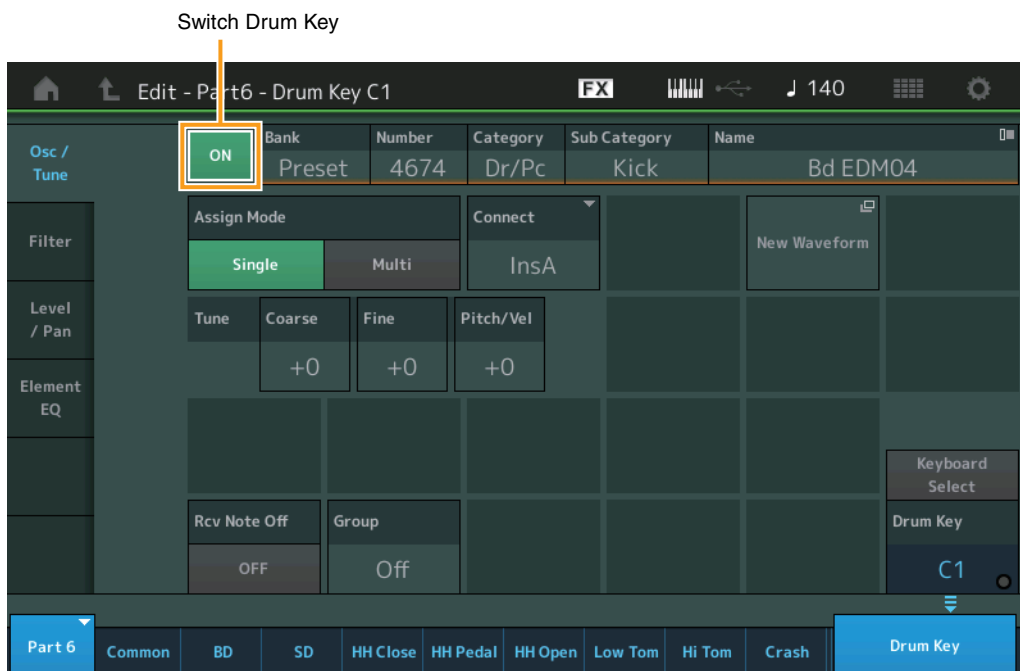 Switch Drum Key
Edit - Part6 - Drum Key C1
FX
♩ 140
Osc /
Tune
ON
Bank
Preset
Number
4674
Category
Dr/Pc
Sub Category
Kick
Name
Bd EDM04
Filter
Assign Mode
Single
Multi
Connect
InsA
New Waveform
Level
/ Pan
Tune
Coarse
+0
Fine
+0
Pitch/Vel
+0
Element
EQ
Keyboard
Select
Rcv Note Off
OFF
Group
Off
Drum Key
C1
Part 6
Common
BD
SD
HH Close
HH Pedal
HH Open
Low Tom
Hi Tom
Crash
Drum Key